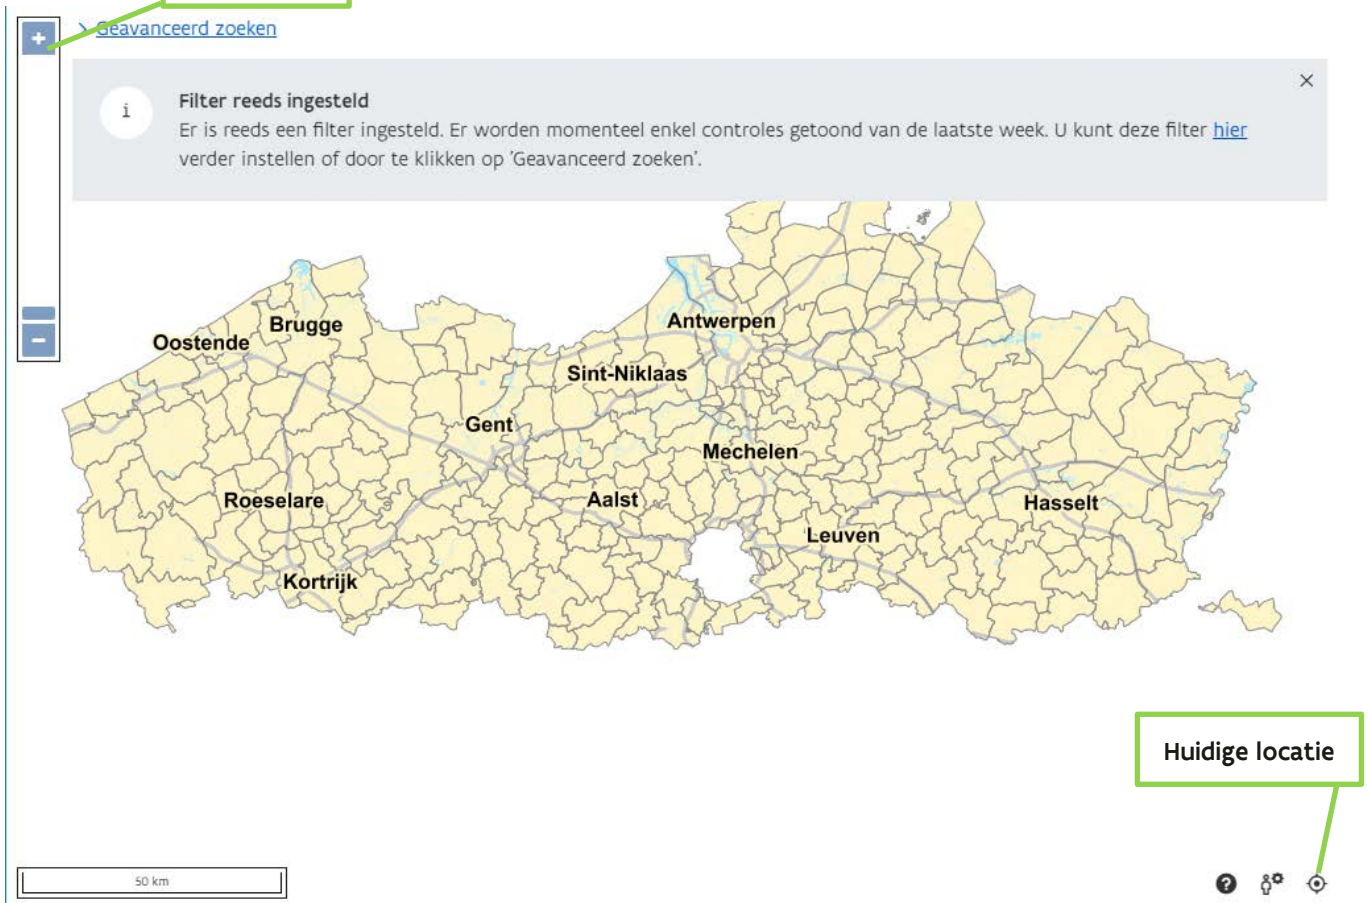 +
> Geavanceerd zoeken
i
Filter reeds ingesteld
×
Er is reeds een filter ingesteld. Er worden momenteel enkel controles getoond van de laatste week. U kunt deze filter hier
verder instellen of door te klikken op 'Geavanceerd zoeken'.
−
Brugge
Antwerpen
Oostende
Sint-Niklaas
Gent
Mechelen
Roeselare
Aalst
Hasselt
Leuven
Kortrijk
Huidige locatie
50 km
?